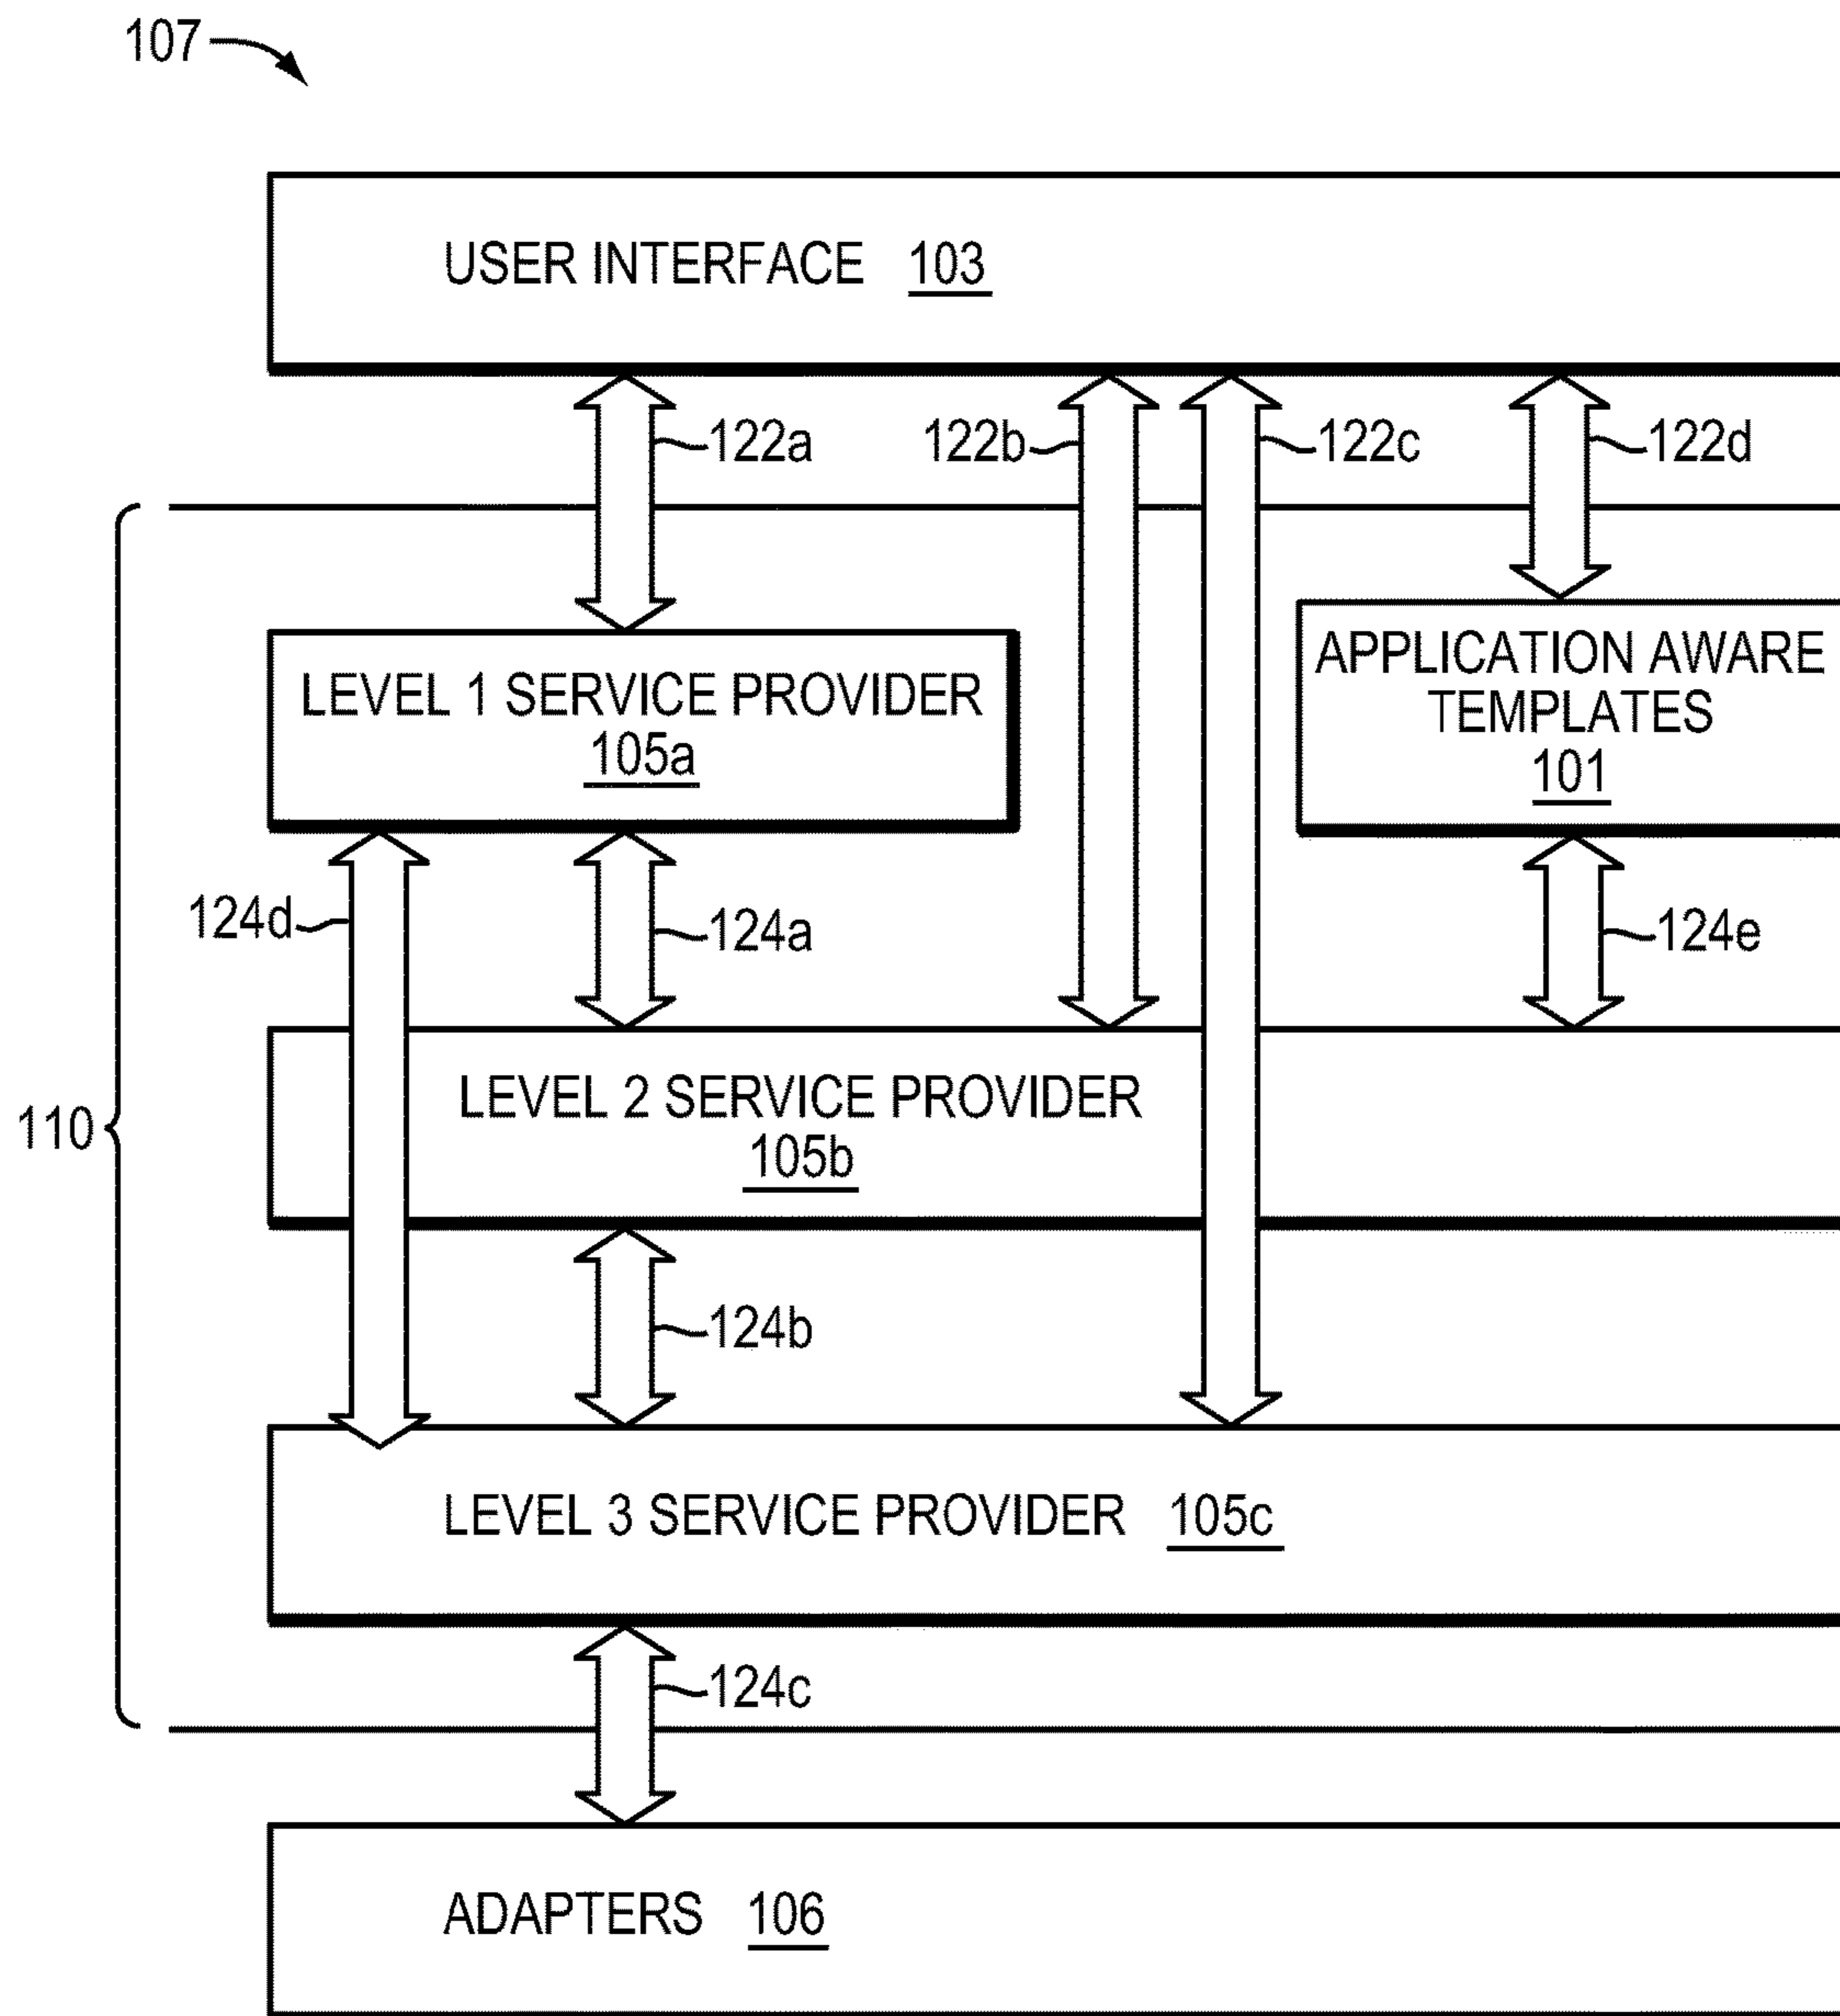 107
USER INTERFACE 103
122a
122b
122c
122d
LEVEL 1 SERVICE PROVIDER
105a
APPLICATION AWARE
TEMPLATES
101
124d
124a
124e
LEVEL 2 SERVICE PROVIDER
105b
110
124b
LEVEL 3 SERVICE PROVIDER 105c
124c
ADAPTERS 106